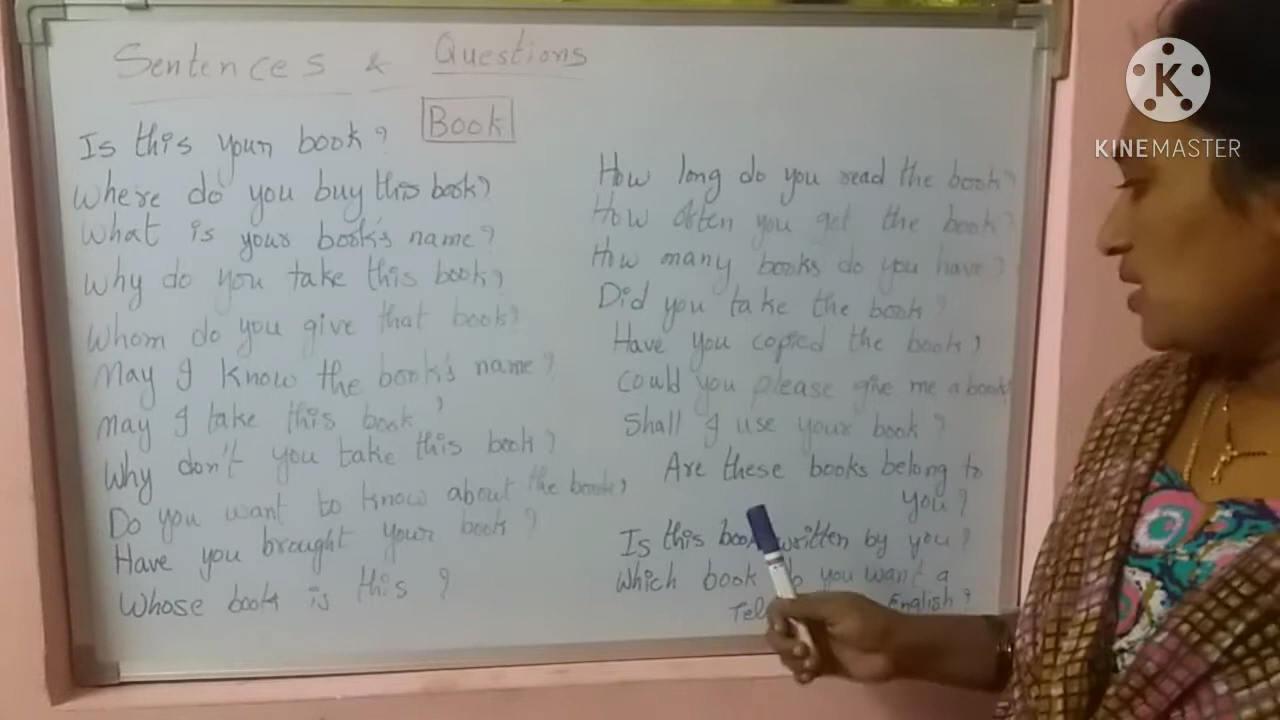 Sentences & Questions
Book
Is this your book?
Where do you buy this book?
What is your book's name?
Why do you take this book?
Whom do you give that book?
May I know the book's name?
May I take this book?
Why don't you take this book?
Do you want to know about the book?
Have you brought your book?
Whose book is this?
How long do you read the book?
How often you get the book?
How many books do you have?
Did you take the book?
Have you copied the book?
Could you please give me a book
Shall I use your book?
Are these books belong to
you?
Is this book written by you?
Which book do you want a
English?
K
KINEMASTER